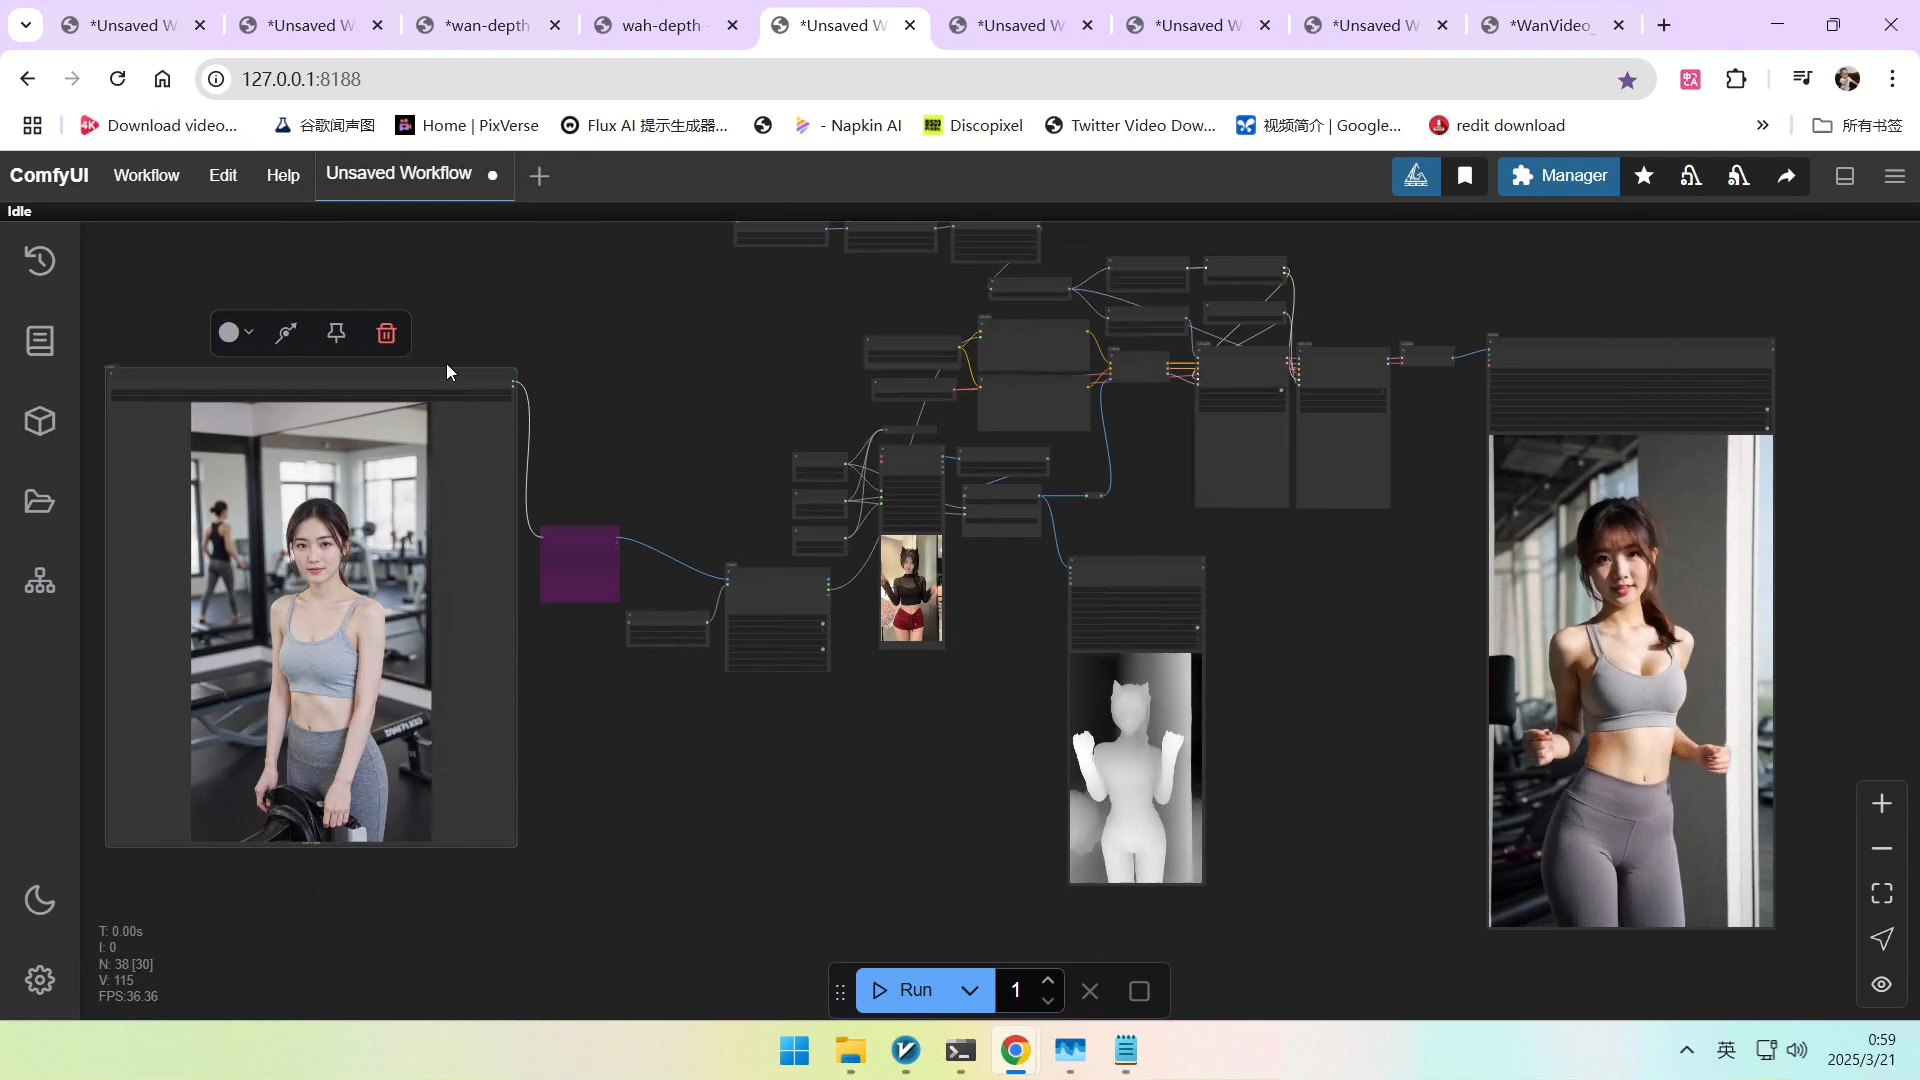 *Unsaved W
*Unsaved W
*wan-depth
wah-depth -
*Unsaved W
*Unsaved W
*Unsaved W
*Unsaved W
*WanVideo_
127.0.0.1:8188
Download video...
谷歌闻声图
Home | PixVerse
Flux AI 提示生成器...
- Napkin AI
Discopixel
Twitter Video Dow...
视频简介 | Google...
redit download
所有书签
ComfyUI
Workflow
Edit
Help
Unsaved Workflow
Manager
Idle
T: 0.00s
I: 0
N: 38 [30]
V: 115
FPS:36.36
Run
1
英
0:59
2025/3/21